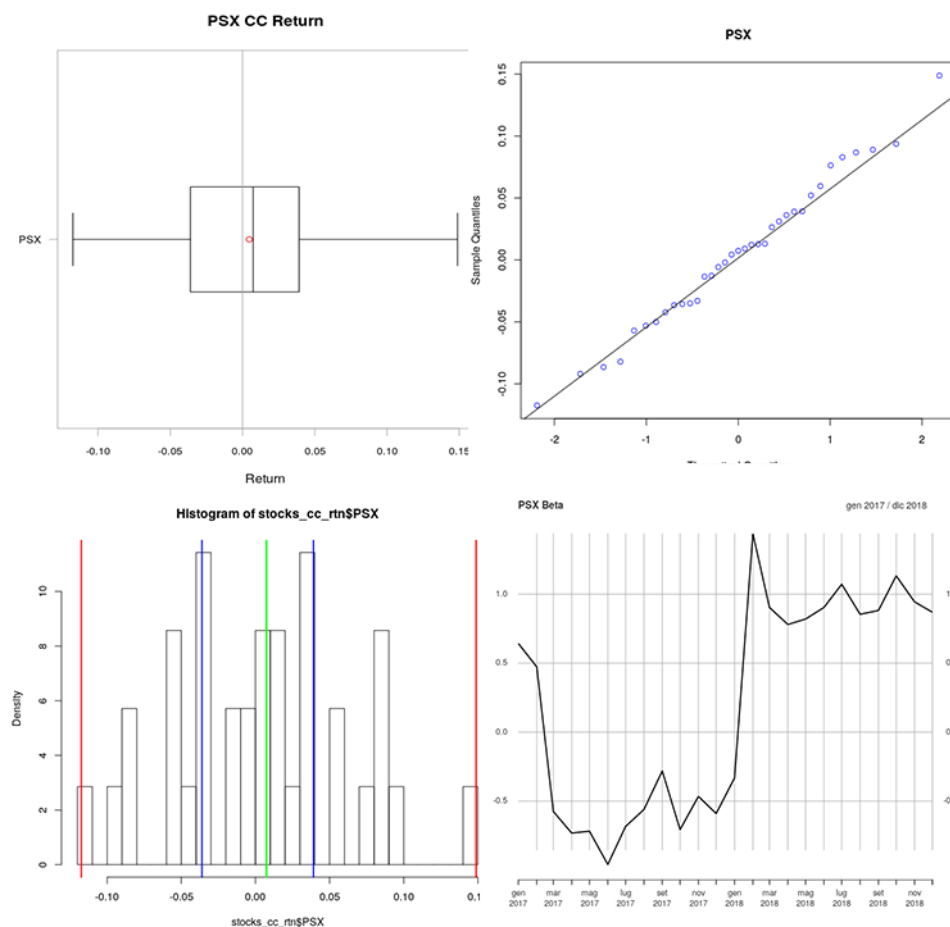 PSX CC Return
PSX
-0.10 -0.05 0.00 0.05 0.10 0.15
Return
PSX
Sample Quantiles
0.15
0.10
0.05
0.00
-0.05
-0.10
-2 -1 0 1 2
Histogram of stocks_cc_rtn$PSX
Density
10
8
6
4
2
0
-0.10 -0.05 0.00 0.05 0.10
stocks_cc_rtn$PSX
PSX Beta gen 2017 / dic 2018
1.0
0.5
0.0
-0.5
gen mar mag lug set nov gen mar mag lug set nov
2017 2017 2017 2017 2017 2017 2018 2018 2018 2018 2018 2018